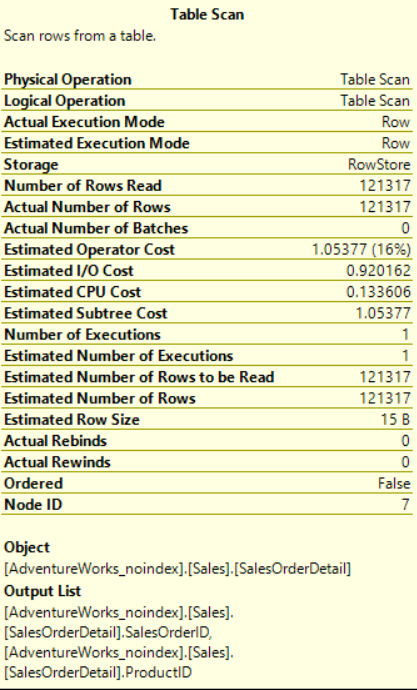 Table Scan
Scan rows from a table.
Physical Operation Table Scan
Logical Operation Table Scan
Actual Execution Mode Row
Estimated Execution Mode Row
Storage RowStore
Number of Rows Read 121317
Actual Number of Rows 121317
Actual Number of Batches 0
Estimated Operator Cost 1.05377 (16%)
Estimated I/O Cost 0.920162
Estimated CPU Cost 0.133606
Estimated Subtree Cost 1.05377
Number of Executions 1
Estimated Number of Executions 1
Estimated Number of Rows to be Read 121317
Estimated Number of Rows 121317
Estimated Row Size 15 B
Actual Rebinds 0
Actual Rewinds 0
Ordered False
Node ID 7
Object
[AdventureWorks_noindex].[Sales].[SalesOrderDetail]
Output List
[AdventureWorks_noindex].[Sales].
[SalesOrderDetail].SalesOrderID,
[AdventureWorks_noindex].[Sales].
[SalesOrderDetail].ProductID